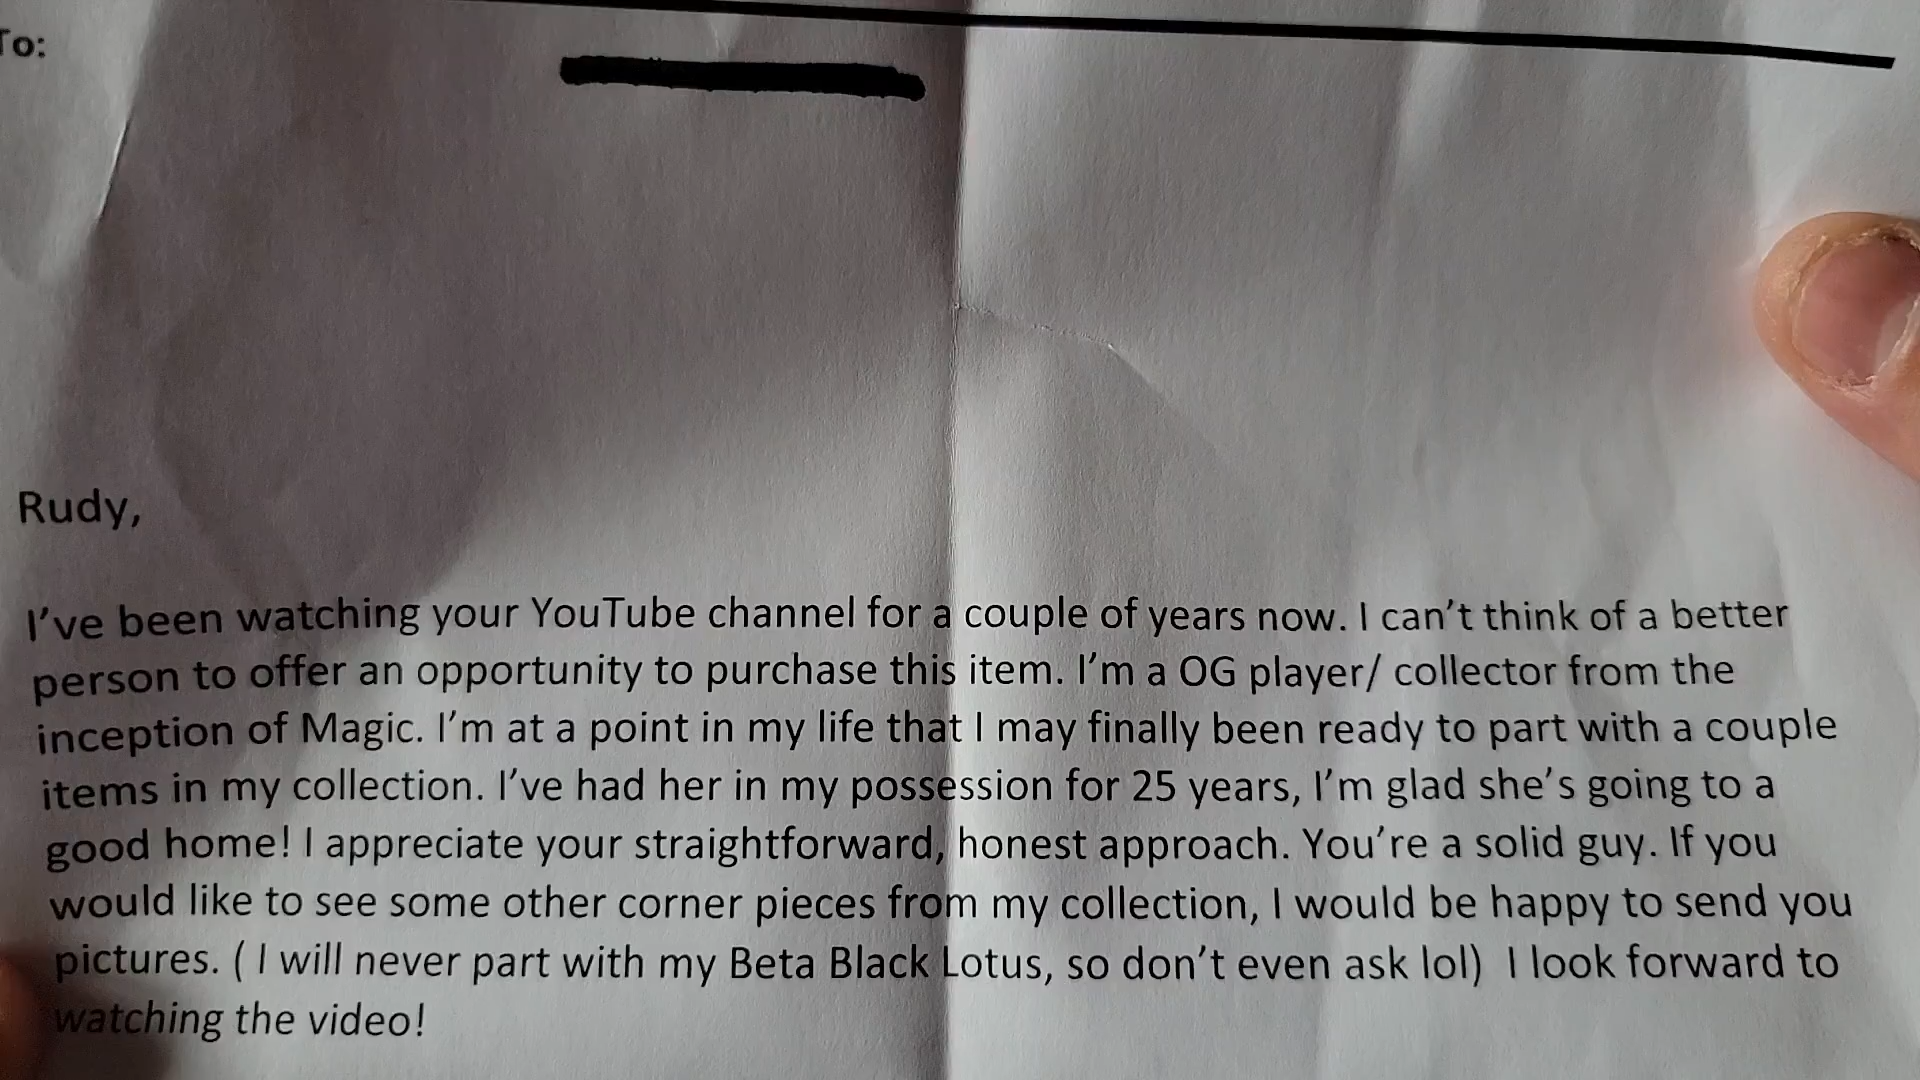 To:
Rudy,
I've been watching your YouTube channel for a couple of years now. I can't think of a better
person to offer an opportunity to purchase this item. I'm a OG player/ collector from the
inception of Magic. I'm at a point in my life that I may finally been ready to part with a couple
items in my collection. I've had her in my possession for 25 years, I'm glad she's going to a
good home! I appreciate your straightforward, honest approach. You're a solid guy. If you
would like to see some other corner pieces from my collection, I would be happy to send you
pictures. ( I will never part with my Beta Black Lotus, so don't even ask lol)  I look forward to
watching the video!